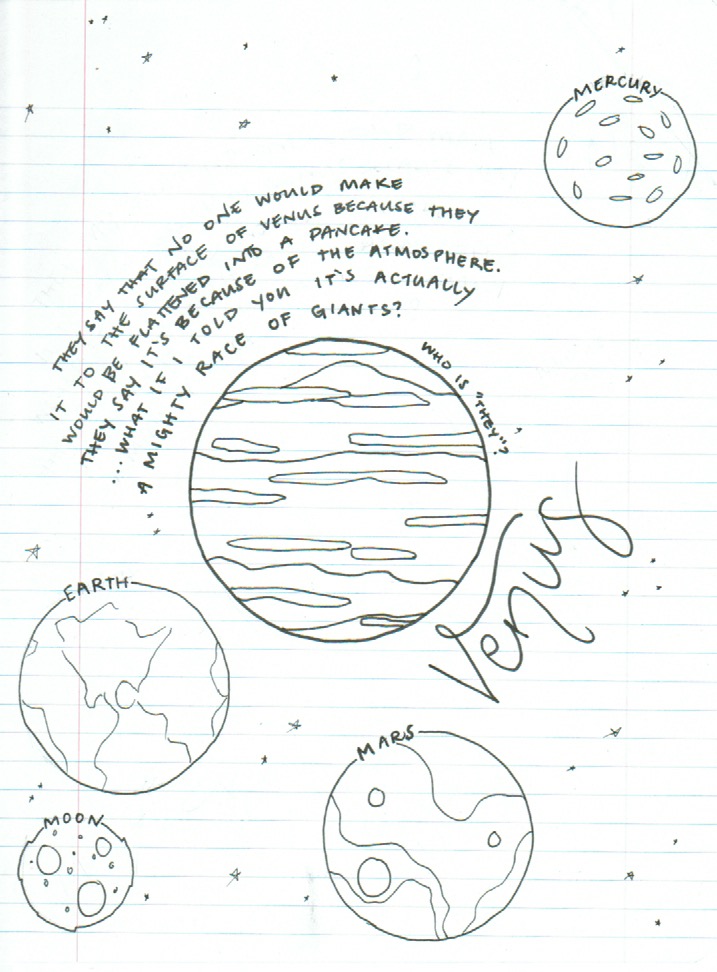 MERCURY
THEY SAY THAT NO ONE WOULD MAKE
IT TO THE SURFACE OF VENUS BECAUSE THEY
WOULD BE FLATTENED INTO A PANCAKE.
THEY SAY IT'S BECAUSE OF THE ATMOSPHERE.
...WHAT IF I TOLD YOU IT'S ACTUALLY
A MIGHTY RACE OF GIANTS?
WHO IS "THEY"?
Venus
EARTH
MARS
MOON